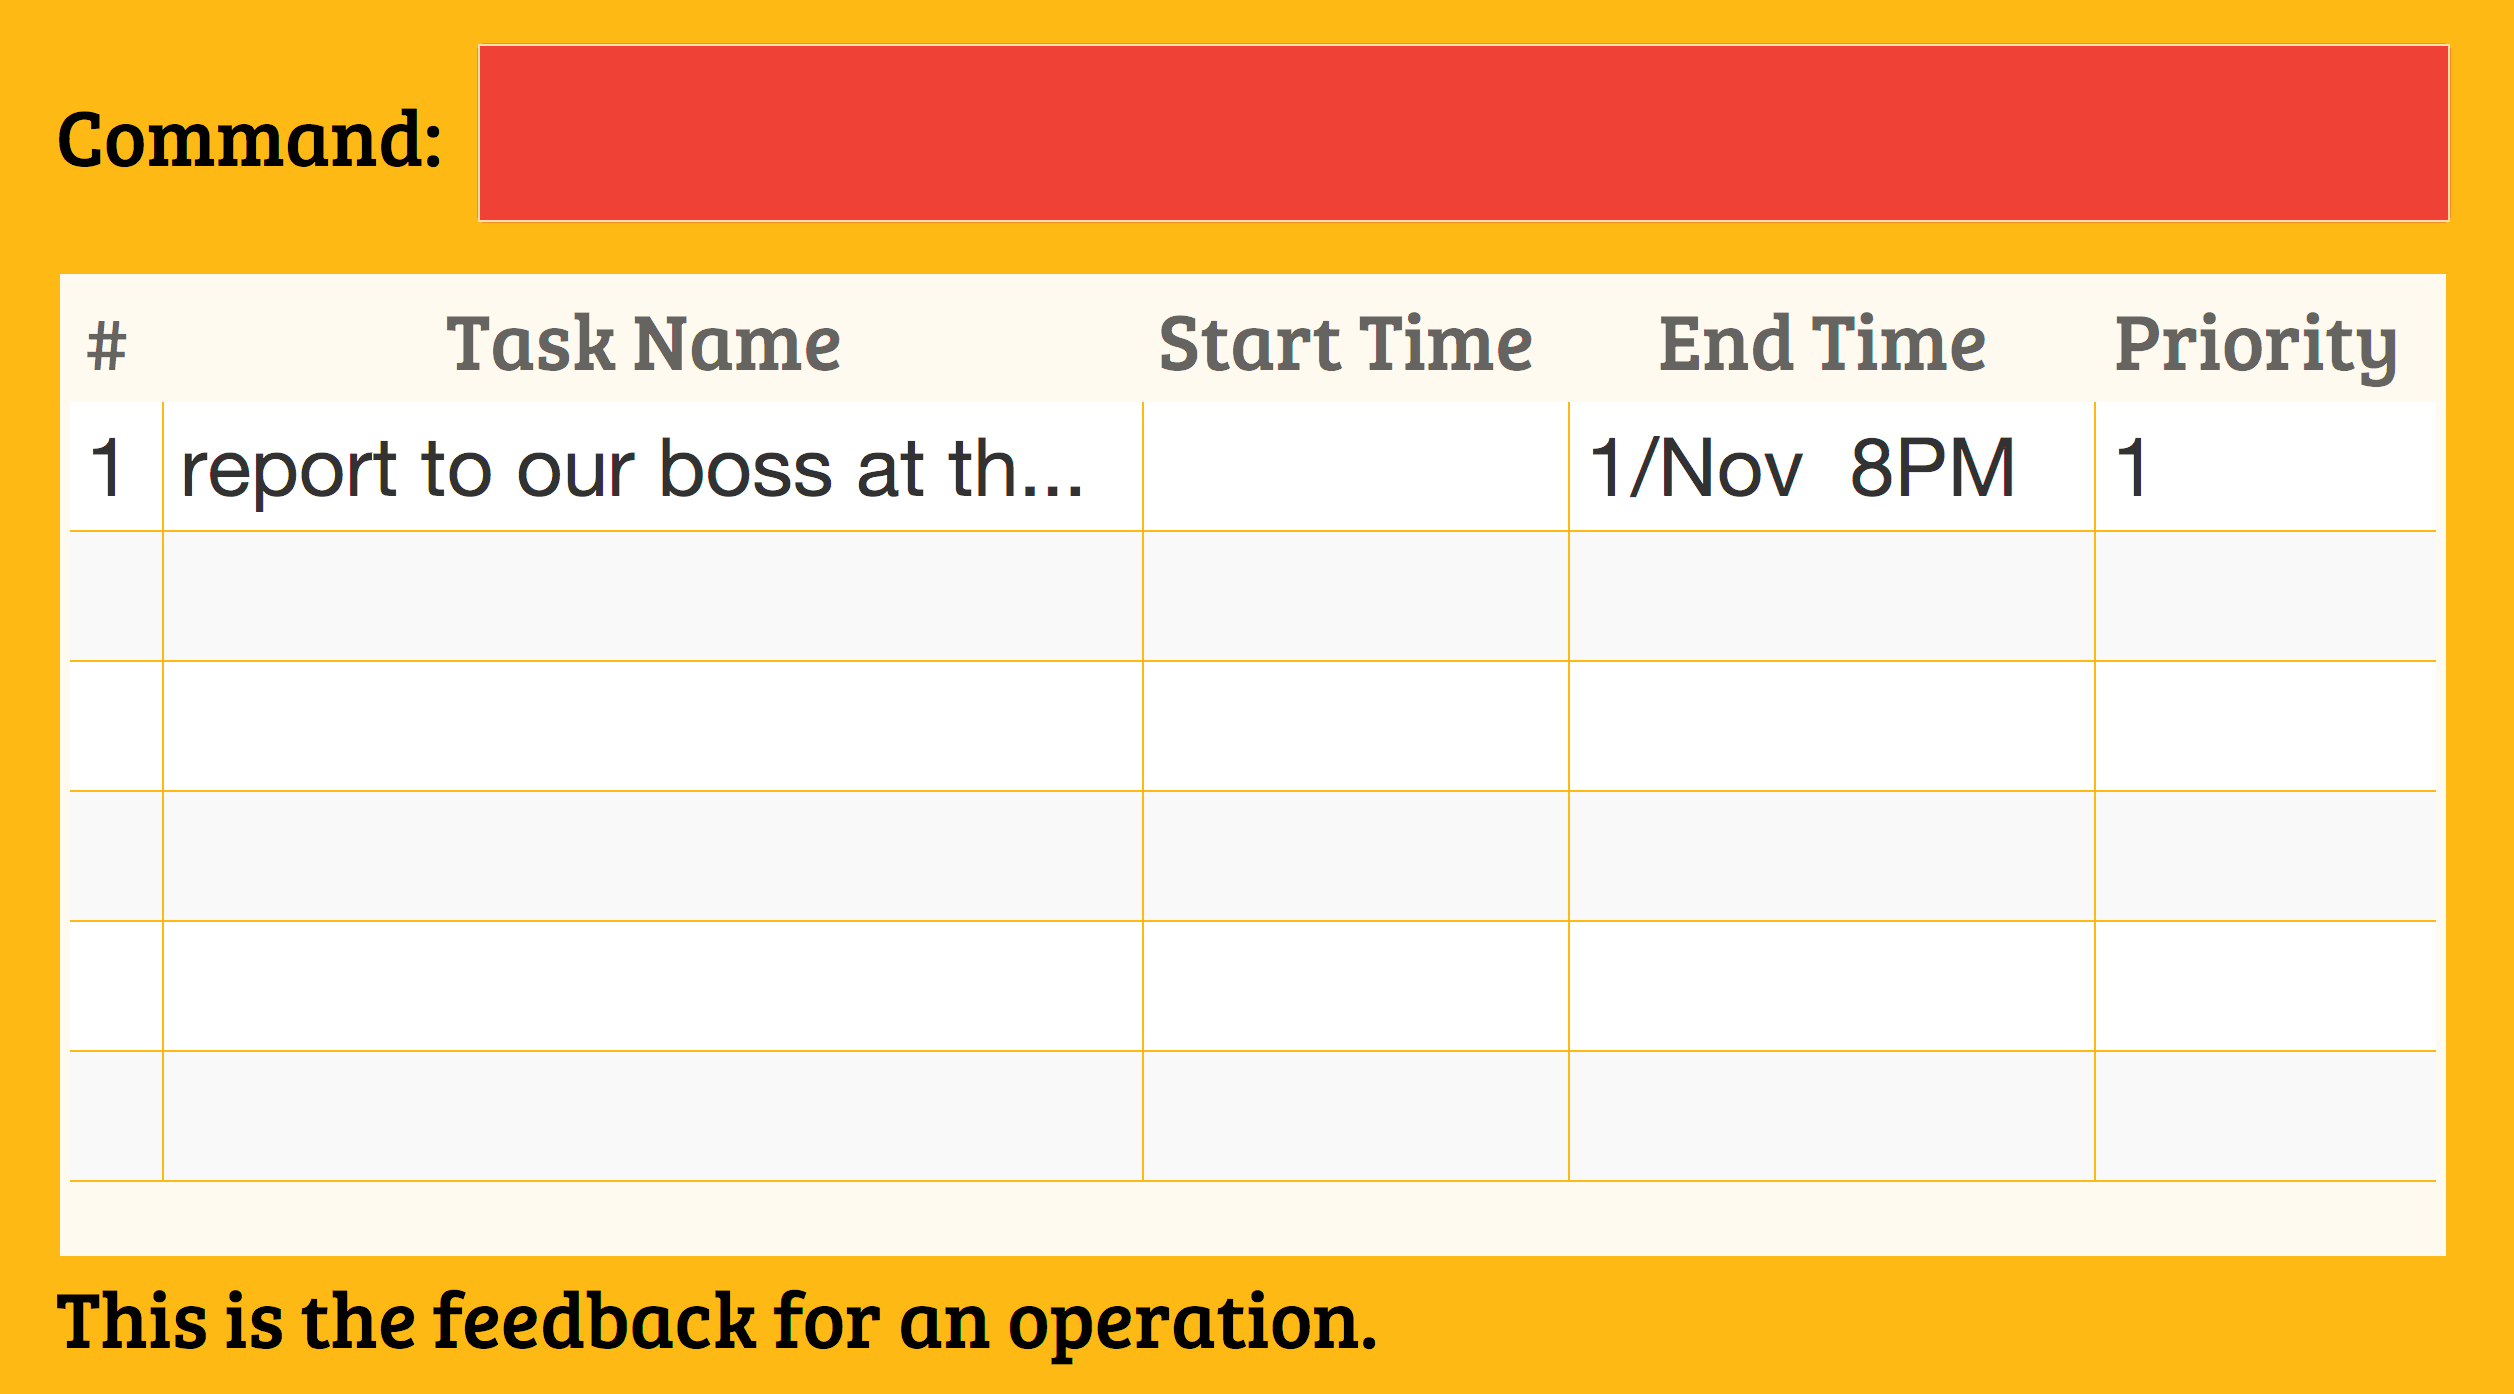 Command:
# Task Name Start Time End Time Priority
1 report to our boss at th... 1/Nov 8PM 1
This is the feedback for an operation.